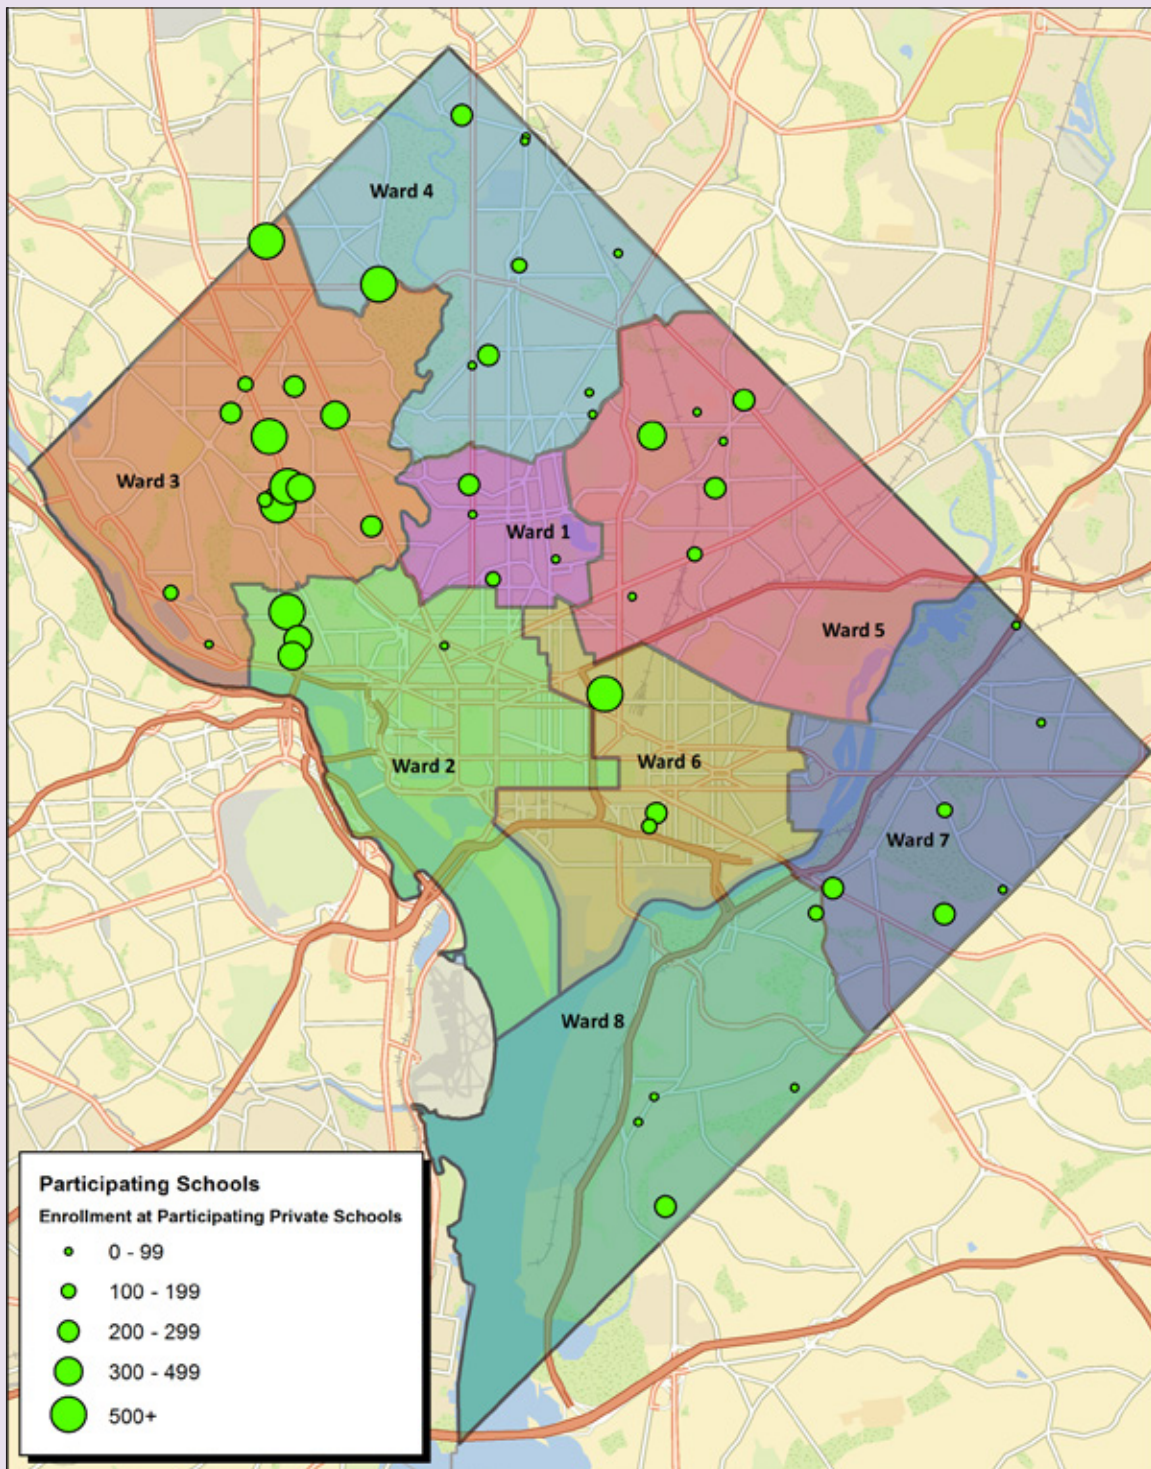 Ward 4
Ward 3
Ward 1
Ward 5
Ward 6
Ward 2
Ward 7
Ward 8
Participating Schools
Enrollment at Participating Private Schools
0 - 99
100 - 199
200 - 299
300 - 499
500+